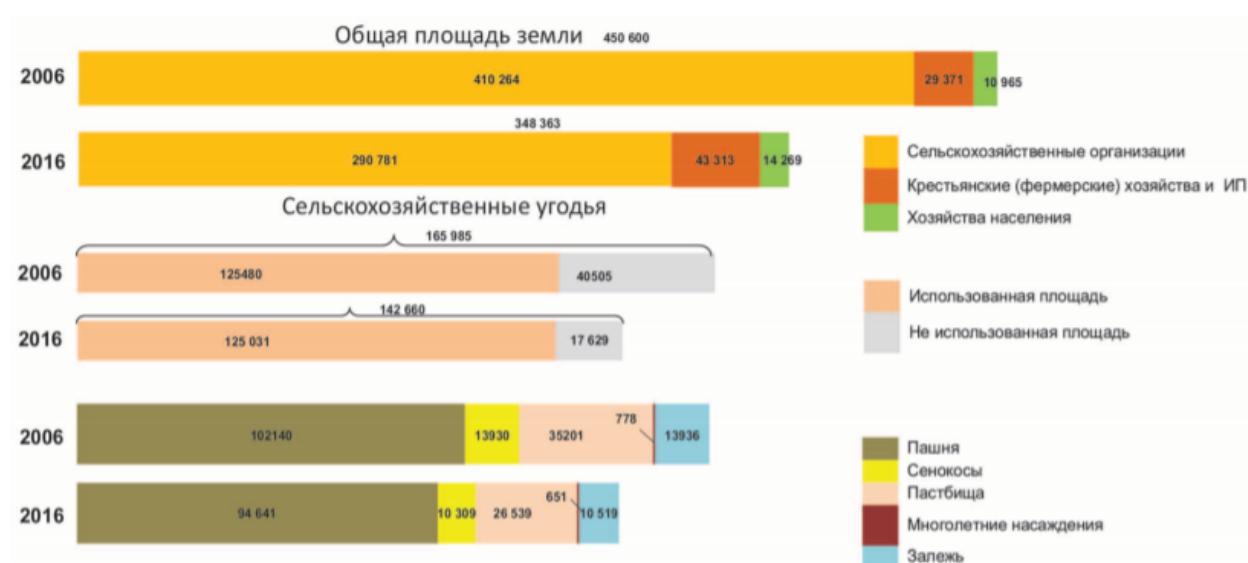 Общая площадь земли 450 600
2006 410 264 29 371 10 965
348 363
2016 290 781 43 313 14 269
Сельскохозяйственные организации
Крестьянские (фермерские) хозяйства и ИП
Хозяйства населения
Сельскохозяйственные угодья
165 985
2006 125480 40505
142 660
2016 125 031 17 629
Использованная площадь
Не использованная площадь
778
2006 102140 13930 35201 13936
651
2016 94 641 10 309 26 539 10 519
Пашня
Сенокосы
Пастбища
Многолетние насаждения
Залежь